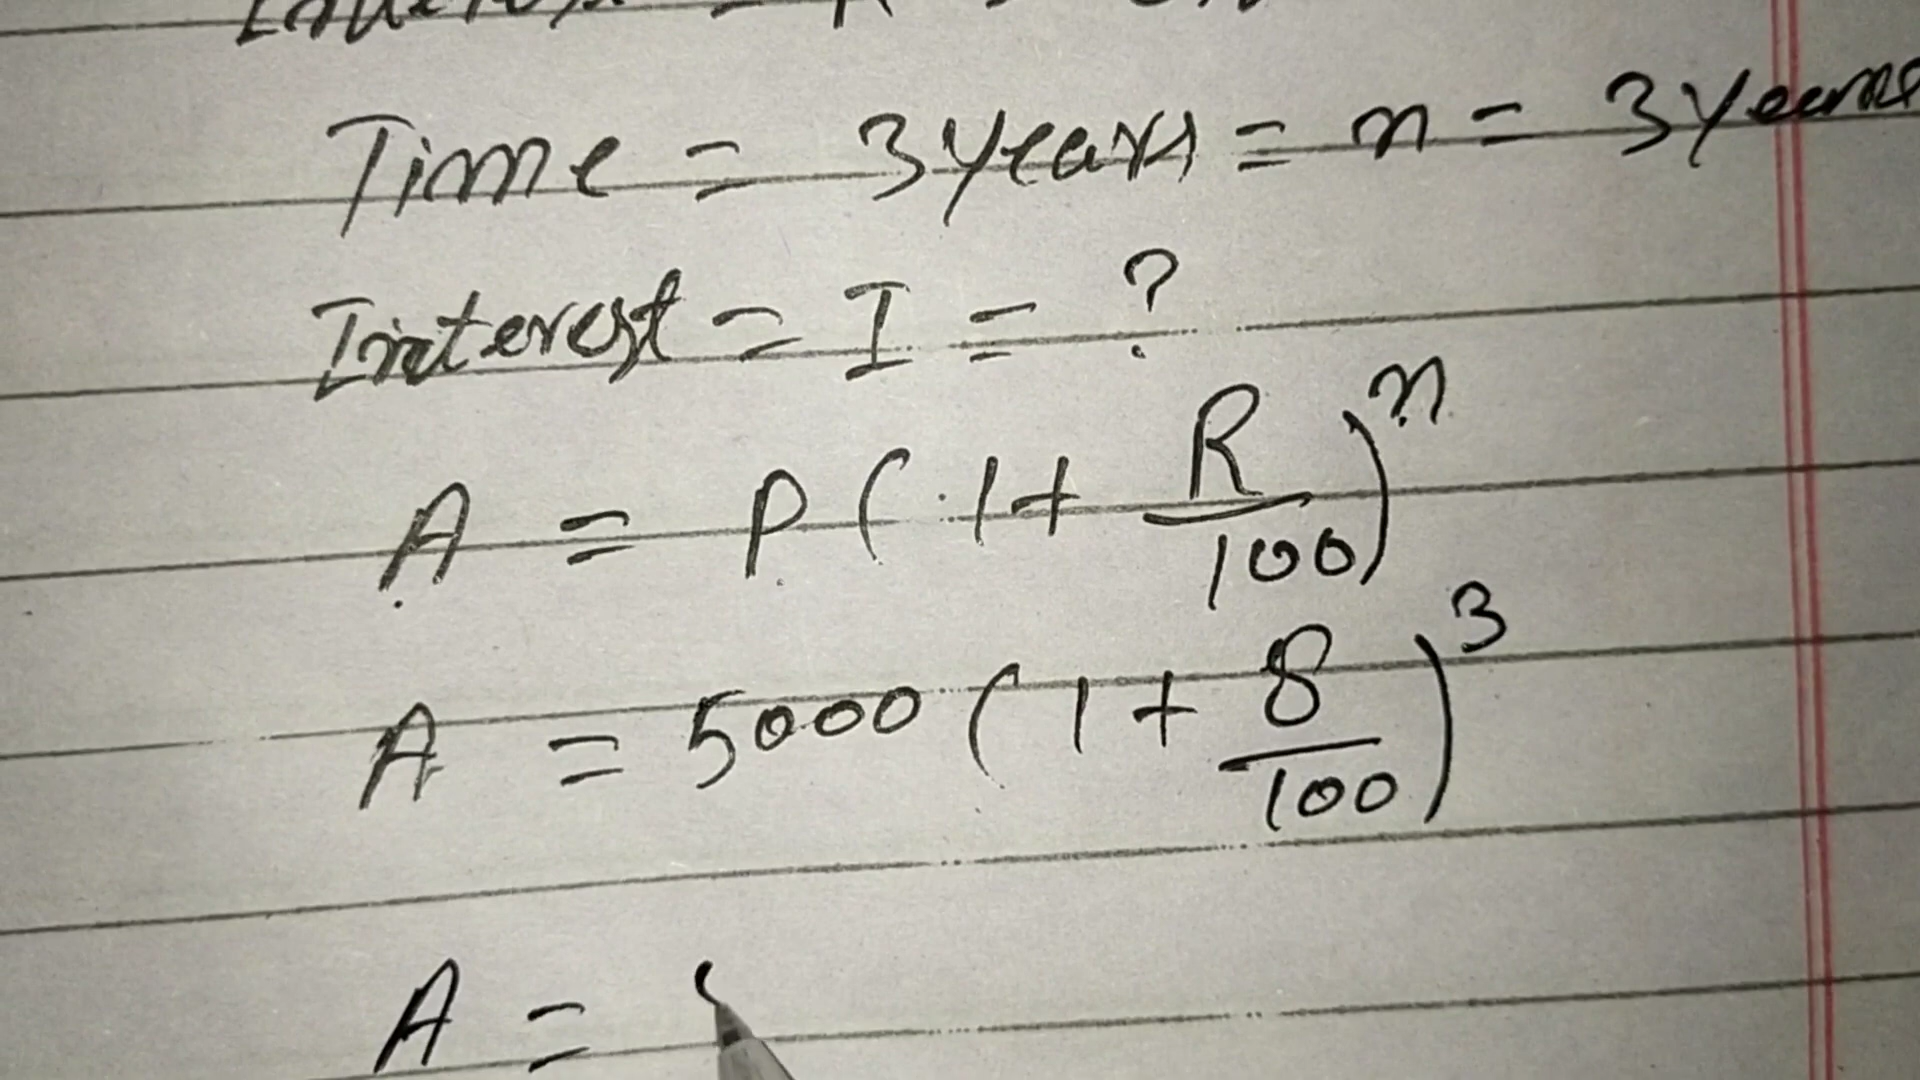 Time = 3 years = n = 3 years
Interest = I = ?
A = P ( 1 + R/100 )^n
A = 5000 ( 1 + 8/100 )^3
A =